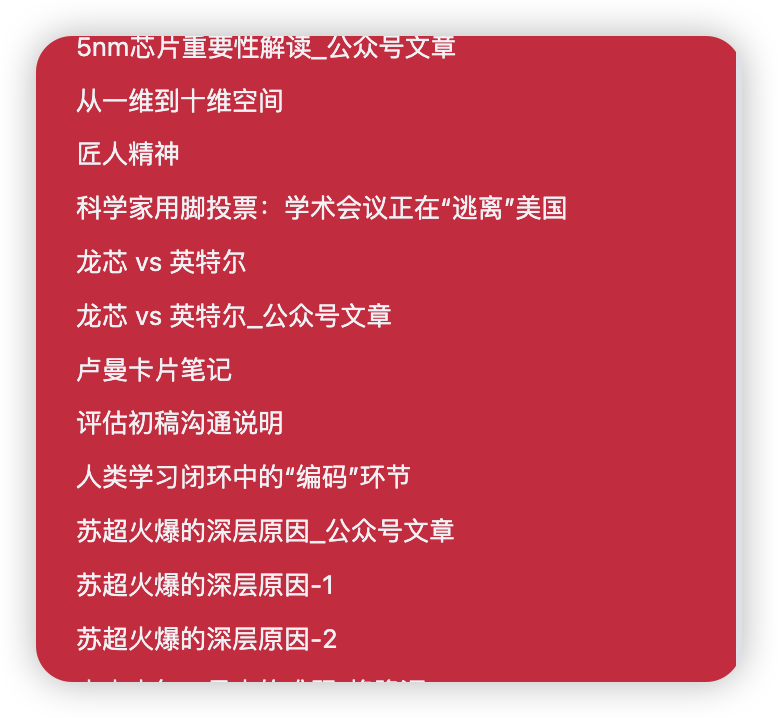 5nm芯片重要性解读_公众号文章
从一维到十维空间
匠人精神
科学家用脚投票：学术会议正在“逃离”美国
龙芯 vs 英特尔
龙芯 vs 英特尔_公众号文章
卢曼卡片笔记
评估初稿沟通说明
人类学习闭环中的“编码”环节
苏超火爆的深层原因_公众号文章
苏超火爆的深层原因-1
苏超火爆的深层原因-2